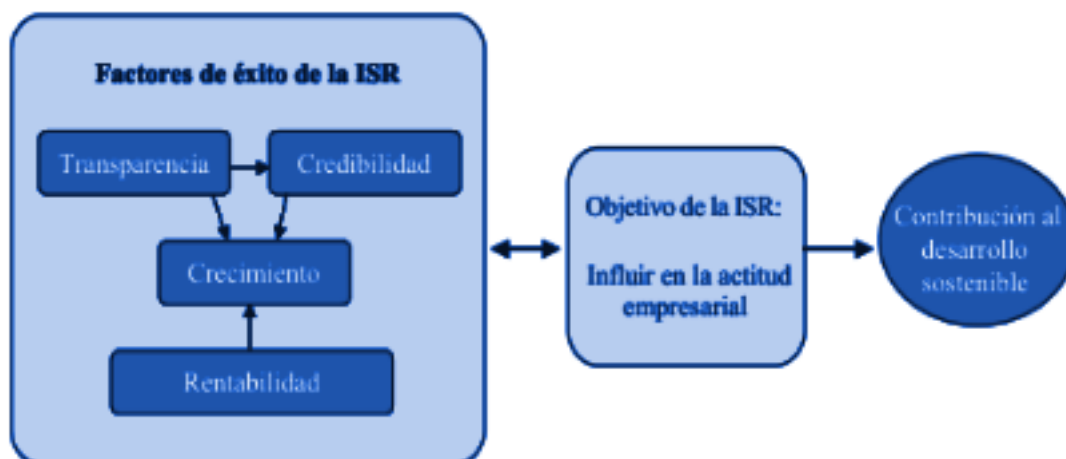 Factores de éxito de la ISR
Transparencia
Credibilidad
Crecimiento
Rentabilidad
Objetivo de la ISR:
Influir en la actitud
empresarial
Contribución al
desarrollo
sostenible